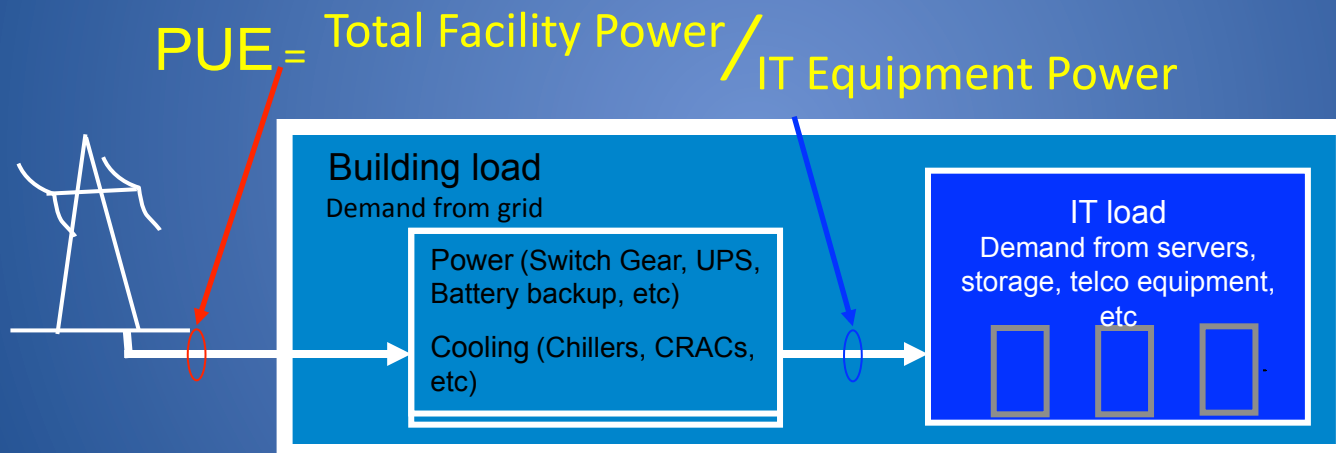 PUE = Total Facility Power / IT Equipment Power
Building load
Demand from grid
Power (Switch Gear, UPS,
Battery backup, etc)
Cooling (Chillers, CRACs,
etc)
IT load
Demand from servers,
storage, telco equipment,
etc
.